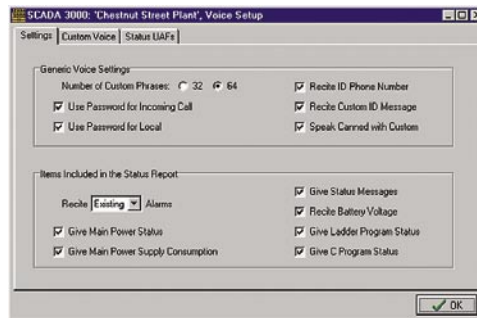 SCADA 3000: 'Chestnut Street Plant', Voice Setup
Settings Custom Voice Status UAFs
Generic Voice Settings
Number of Custom Phrases: 32 64
Use Password for Incoming Call
Use Password for Local
Recite ID Phone Number
Recite Custom ID Message
Speak Canned with Custom
Items Included in the Status Report
Recite Existing Alarms
Give Main Power Status
Give Main Power Supply Consumption
Give Status Messages
Recite Battery Voltage
Give Ladder Program Status
Give C Program Status
OK